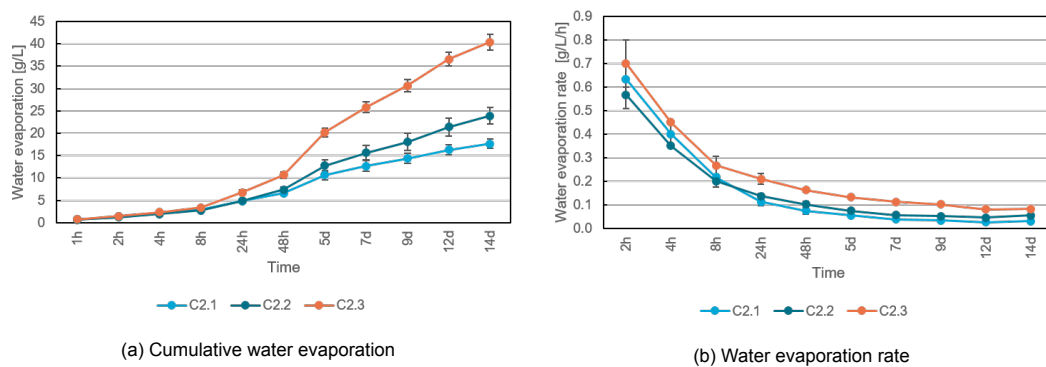 Water evaporation [g/L]
45
40
35
30
25
20
15
10
5
0
1h 2h 4h 8h 24h 48h 5d 7d 9d 12d 14d
Time
C2.1 C2.2 C2.3
(a) Cumulative water evaporation
Water evaporation rate [g/L/h]
0.9
0.8
0.7
0.6
0.5
0.4
0.3
0.2
0.1
0.0
2h 4h 8h 24h 48h 5d 7d 9d 12d 14d
Time
C2.1 C2.2 C2.3
(b) Water evaporation rate